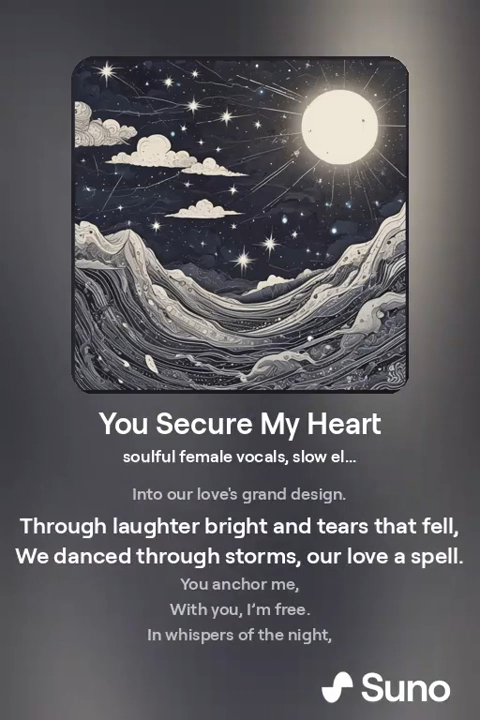 You Secure My Heart
soulful female vocals, slow el...
Into our love's grand design.
Through laughter bright and tears that fell,
We danced through storms, our love a spell.
You anchor me,
With you, I'm free.
In whispers of the night,
Suno